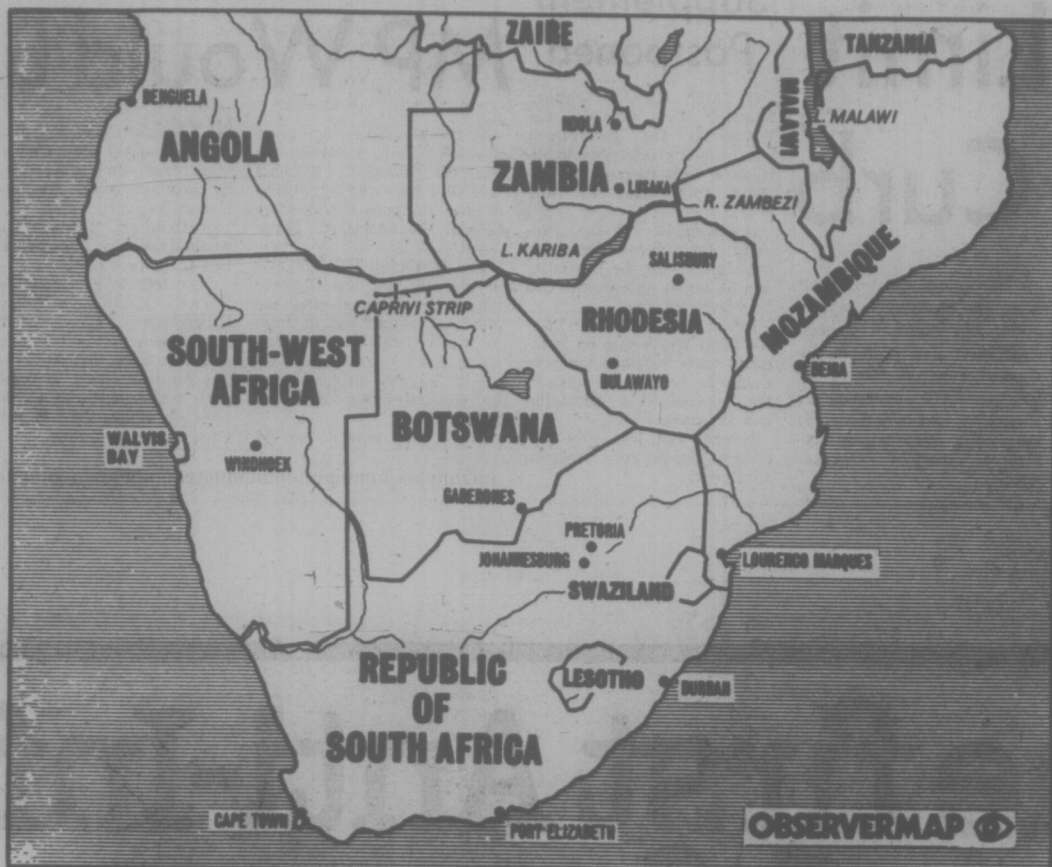 ZAIRE
TANZANIA
BENGUELA
MALAWI
L. MALAWI
NDOLA
ANGOLA
ZAMBIA
LUSAKA
R. ZAMBEZI
L. KARIBA
SALISBURY
MOZAMBIQUE
CAPRIVI STRIP
RHODESIA
SOUTH-WEST
AFRICA
BULAWAYO
BEIRA
BOTSWANA
WALVIS
BAY
WINDHOEK
GABERONES
PRETORIA
JOHANNESBURG
LOURENCO MARQUES
SWAZILAND
REPUBLIC
OF
SOUTH AFRICA
LESOTHO
DURBAN
CAPE TOWN
PORT ELIZABETH
OBSERVERMAP